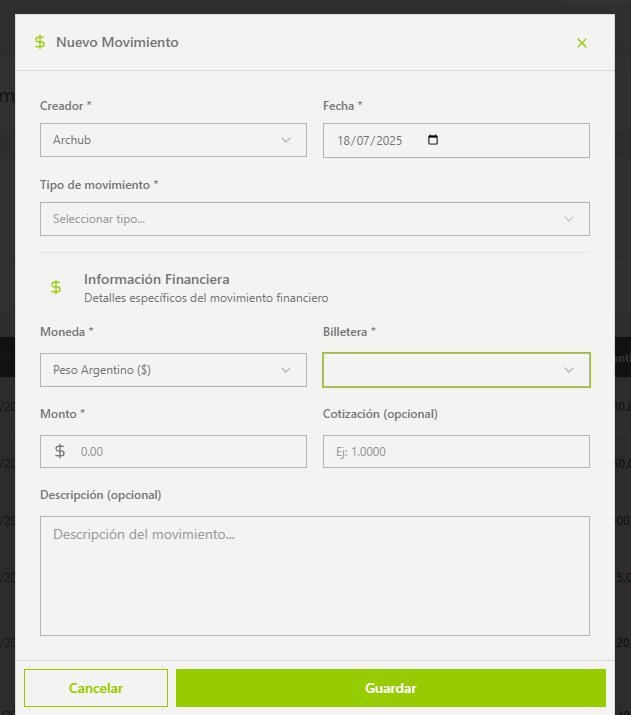 $ Nuevo Movimiento
Creador *
Fecha *
Archub
18/07/2025
Tipo de movimiento *
Seleccionar tipo...
$ Información Financiera
Detalles específicos del movimiento financiero
Moneda *
Billetera *
Peso Argentino ($)
Monto *
Cotización (opcional)
$ 0.00
Ej: 1.0000
Descripción (opcional)
Descripción del movimiento...
Cancelar
Guardar